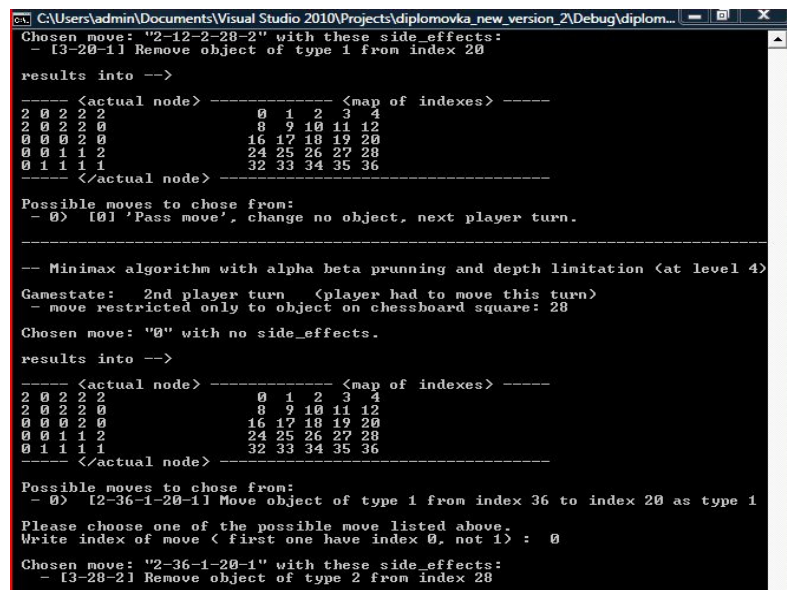 C:\Users\admin\Documents\Visual Studio 2010\Projects\diplomovka_new_version_2\Debug\diplom...
Chosen move: "2-12-2-28-2" with these side_effects:
- [3-20-1] Remove object of type 1 from index 20
results into -->
----- <actual node> ------------- <map of indexes> -----
2 0 2 2 2 0 1 2 3 4
2 0 2 2 0 8 9 10 11 12
0 0 0 2 0 16 17 18 19 20
0 0 1 1 2 24 25 26 27 28
0 1 1 1 1 32 33 34 35 36
----- </actual node> -----------------------------------
Possible moves to chose from:
- 0) [0] 'Pass move', change no object, next player turn.
--------------------------------------------------------------------------------
-- Minimax algorithm with alpha beta prunning and depth limitation (at level 4)
Gamestate: 2nd player turn (player had to move this turn)
- move restricted only to object on chessboard square: 28
Chosen move: "0" with no side_effects.
results into -->
----- <actual node> ------------- <map of indexes> -----
2 0 2 2 2 0 1 2 3 4
2 0 2 2 0 8 9 10 11 12
0 0 0 2 0 16 17 18 19 20
0 0 1 1 2 24 25 26 27 28
0 1 1 1 1 32 33 34 35 36
----- </actual node> -----------------------------------
Possible moves to chose from:
- 0) [2-36-1-20-1] Move object of type 1 from index 36 to index 20 as type 1
Please choose one of the possible move listed above.
Write index of move ( first one have index 0, not 1) : 0
Chosen move: "2-36-1-20-1" with these side_effects:
- [3-28-2] Remove object of type 2 from index 28